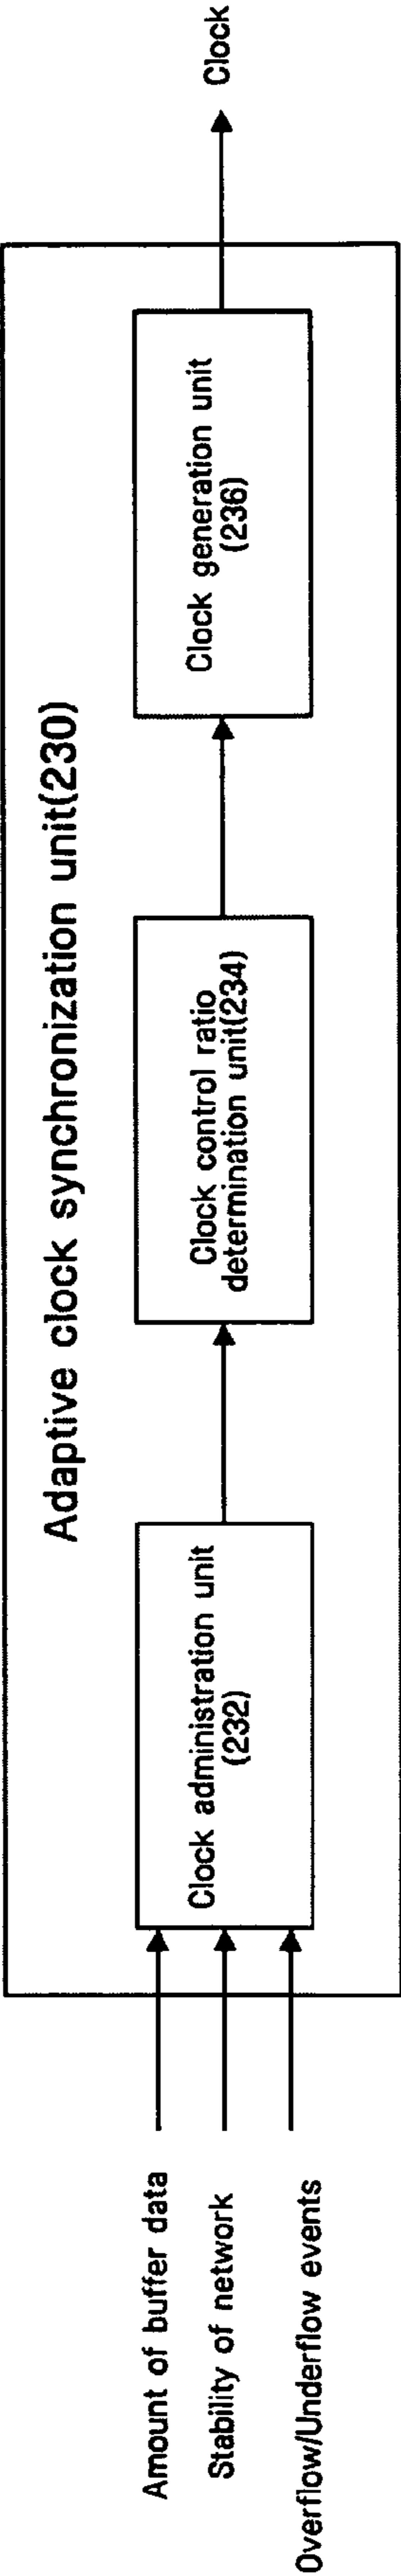 Adaptive clock synchronization unit(230)
Amount of buffer data
Stability of network
Overflow/Underflow events
Clock administration unit
(232)
Clock control ratio
determination unit(234)
Clock generation unit
(236)
Clock